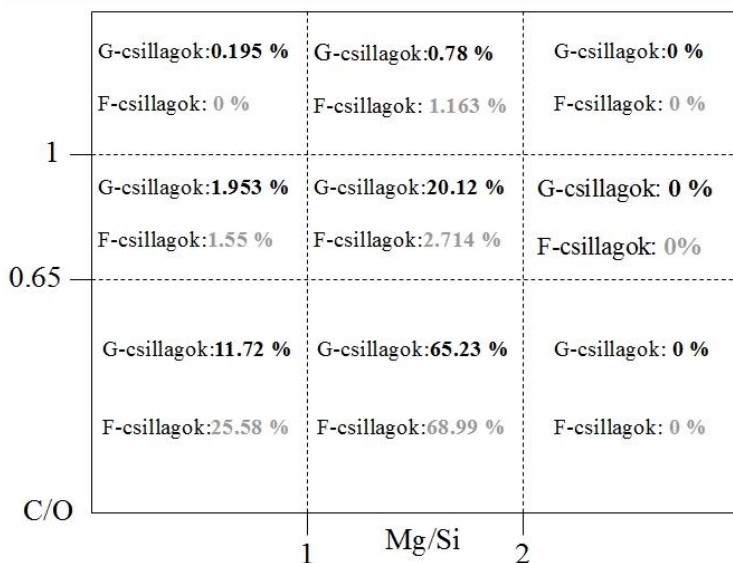 G-csillagok:0.195 % G-csillagok:0.78 % G-csillagok:0 %
F-csillagok: 0 % F-csillagok: 1.163 % F-csillagok: 0 %
1
G-csillagok:1.953 % G-csillagok:20.12 % G-csillagok: 0 %
F-csillagok:1.55 % F-csillagok:2.714 % F-csillagok: 0%
0.65
G-csillagok:11.72 % G-csillagok:65.23 % G-csillagok: 0 %
F-csillagok:25.58 % F-csillagok:68.99 % F-csillagok: 0 %
C/O
1 Mg/Si 2